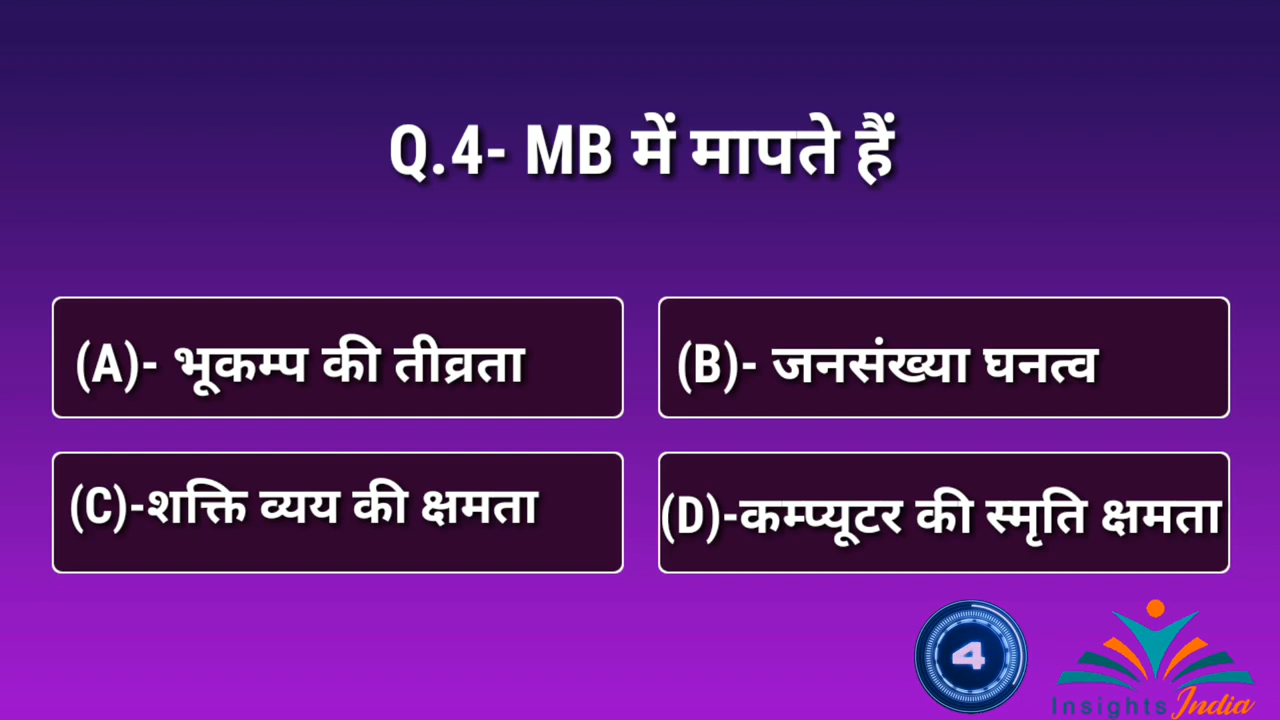 Q.4- MB में मापते हैं
(A)- भूकम्प की तीव्रता
(B)- जनसंख्या घनत्व
(C)-शक्ति व्यय की क्षमता
(D)-कम्प्यूटर की स्मृति क्षमता
4
Insights India